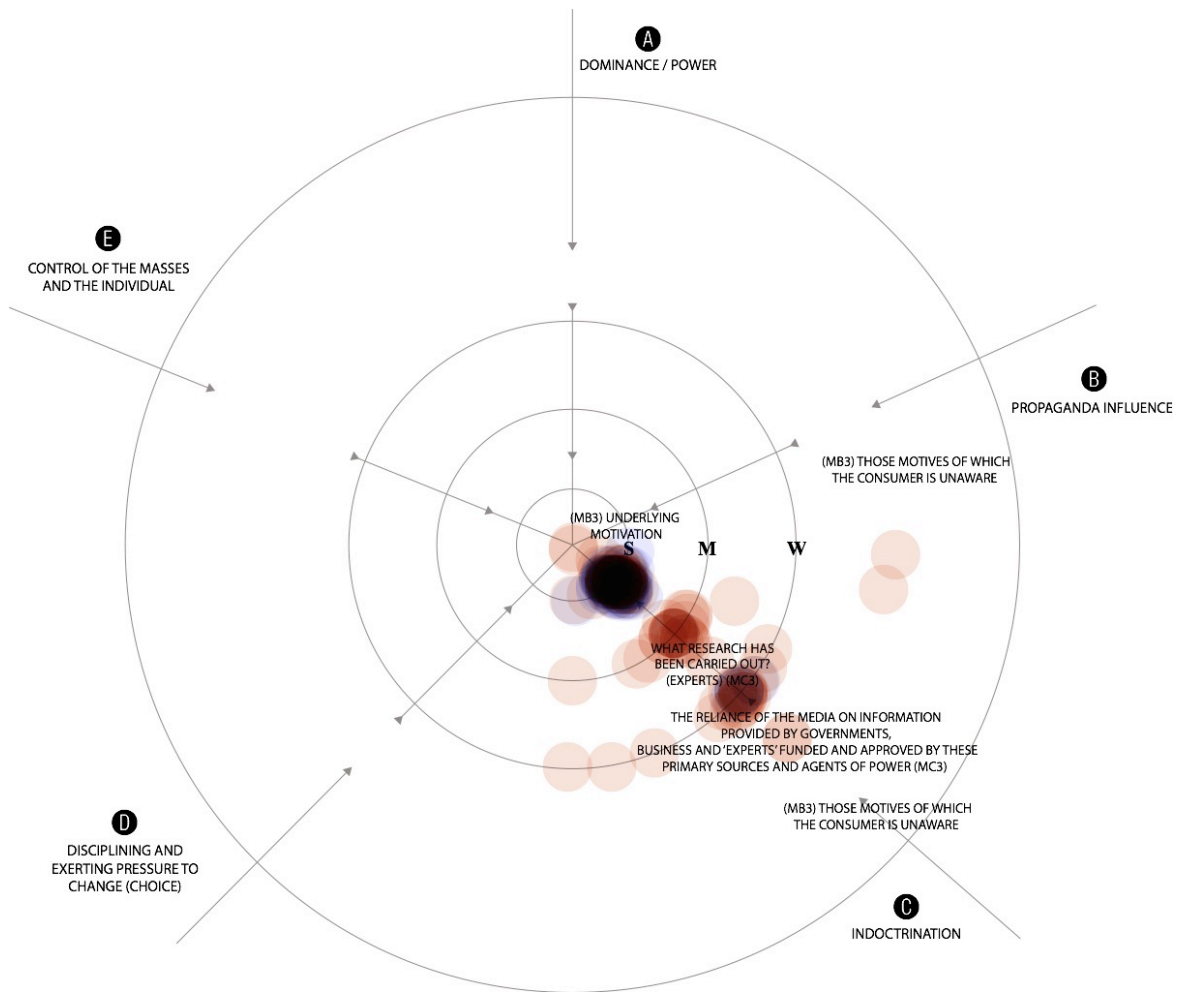 A
DOMINANCE / POWER
E
CONTROL OF THE MASSES
AND THE INDIVIDUAL
B
PROPAGANDA INFLUENCE
(MB3) THOSE MOTIVES OF WHICH
THE CONSUMER IS UNAWARE
(MB3) UNDERLYING
MOTIVATION
S
M
W
WHAT RESEARCH HAS
BEEN CARRIED OUT?
(EXPERTS) (MC3)
THE RELIANCE OF THE MEDIA ON INFORMATION
PROVIDED BY GOVERNMENTS,
BUSINESS AND 'EXPERTS' FUNDED AND APPROVED BY THESE
PRIMARY SOURCES AND AGENTS OF POWER (MC3)
(MB3) THOSE MOTIVES OF WHICH
THE CONSUMER IS UNAWARE
D
DISCIPLINING AND
EXERTING PRESSURE TO
CHANGE (CHOICE)
C
INDOCTRINATION